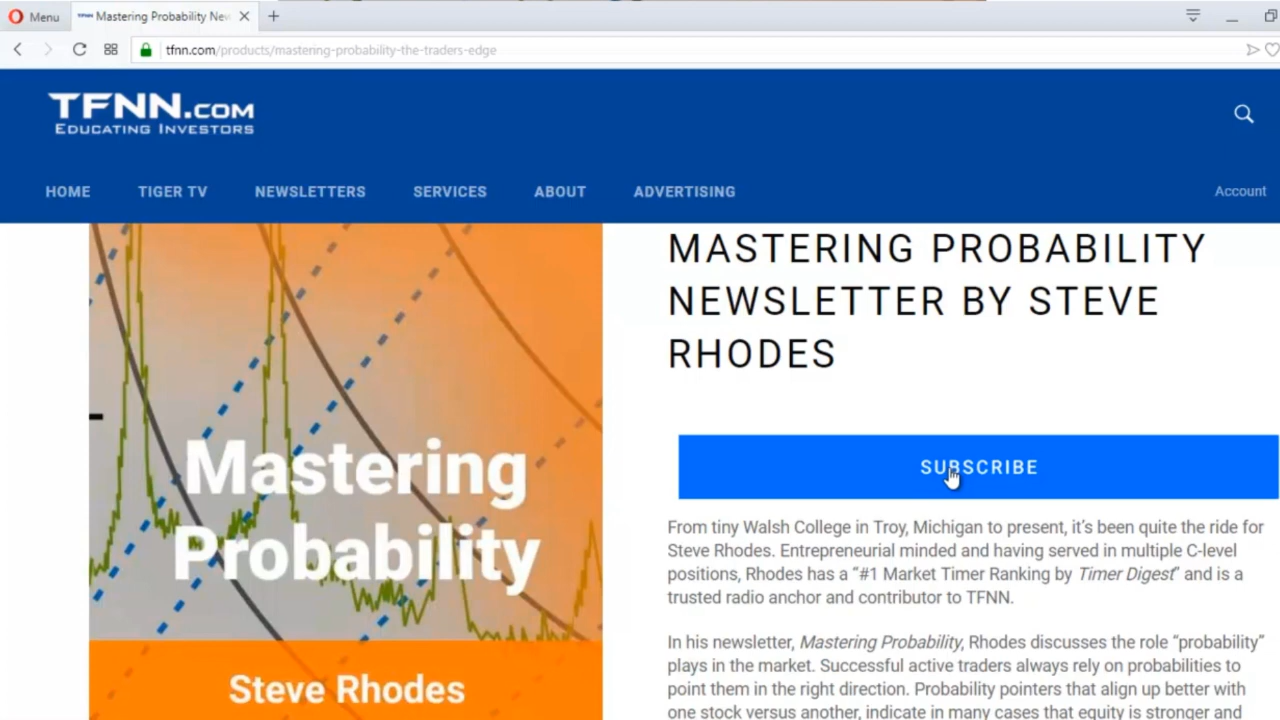 Menu
TFNN Mastering Probability New
tfnn.com/products/mastering-probability-the-traders-edge
TFNN.COM
EDUCATING INVESTORS
HOME TIGER TV NEWSLETTERS SERVICES ABOUT ADVERTISING Account
MASTERING PROBABILITY
NEWSLETTER BY STEVE
RHODES
Mastering
Probability
Steve Rhodes
SUBSCRIBE
From tiny Walsh College in Troy, Michigan to present, it's been quite the ride for
Steve Rhodes. Entrepreneurial minded and having served in multiple C-level
positions, Rhodes has a “#1 Market Timer Ranking by Timer Digest” and is a
trusted radio anchor and contributor to TFNN.
In his newsletter, Mastering Probability, Rhodes discusses the role “probability”
plays in the market. Successful active traders always rely on probabilities to
point them in the right direction. Probability pointers that align up better with
one stock versus another, indicate in many cases that equity is stronger and